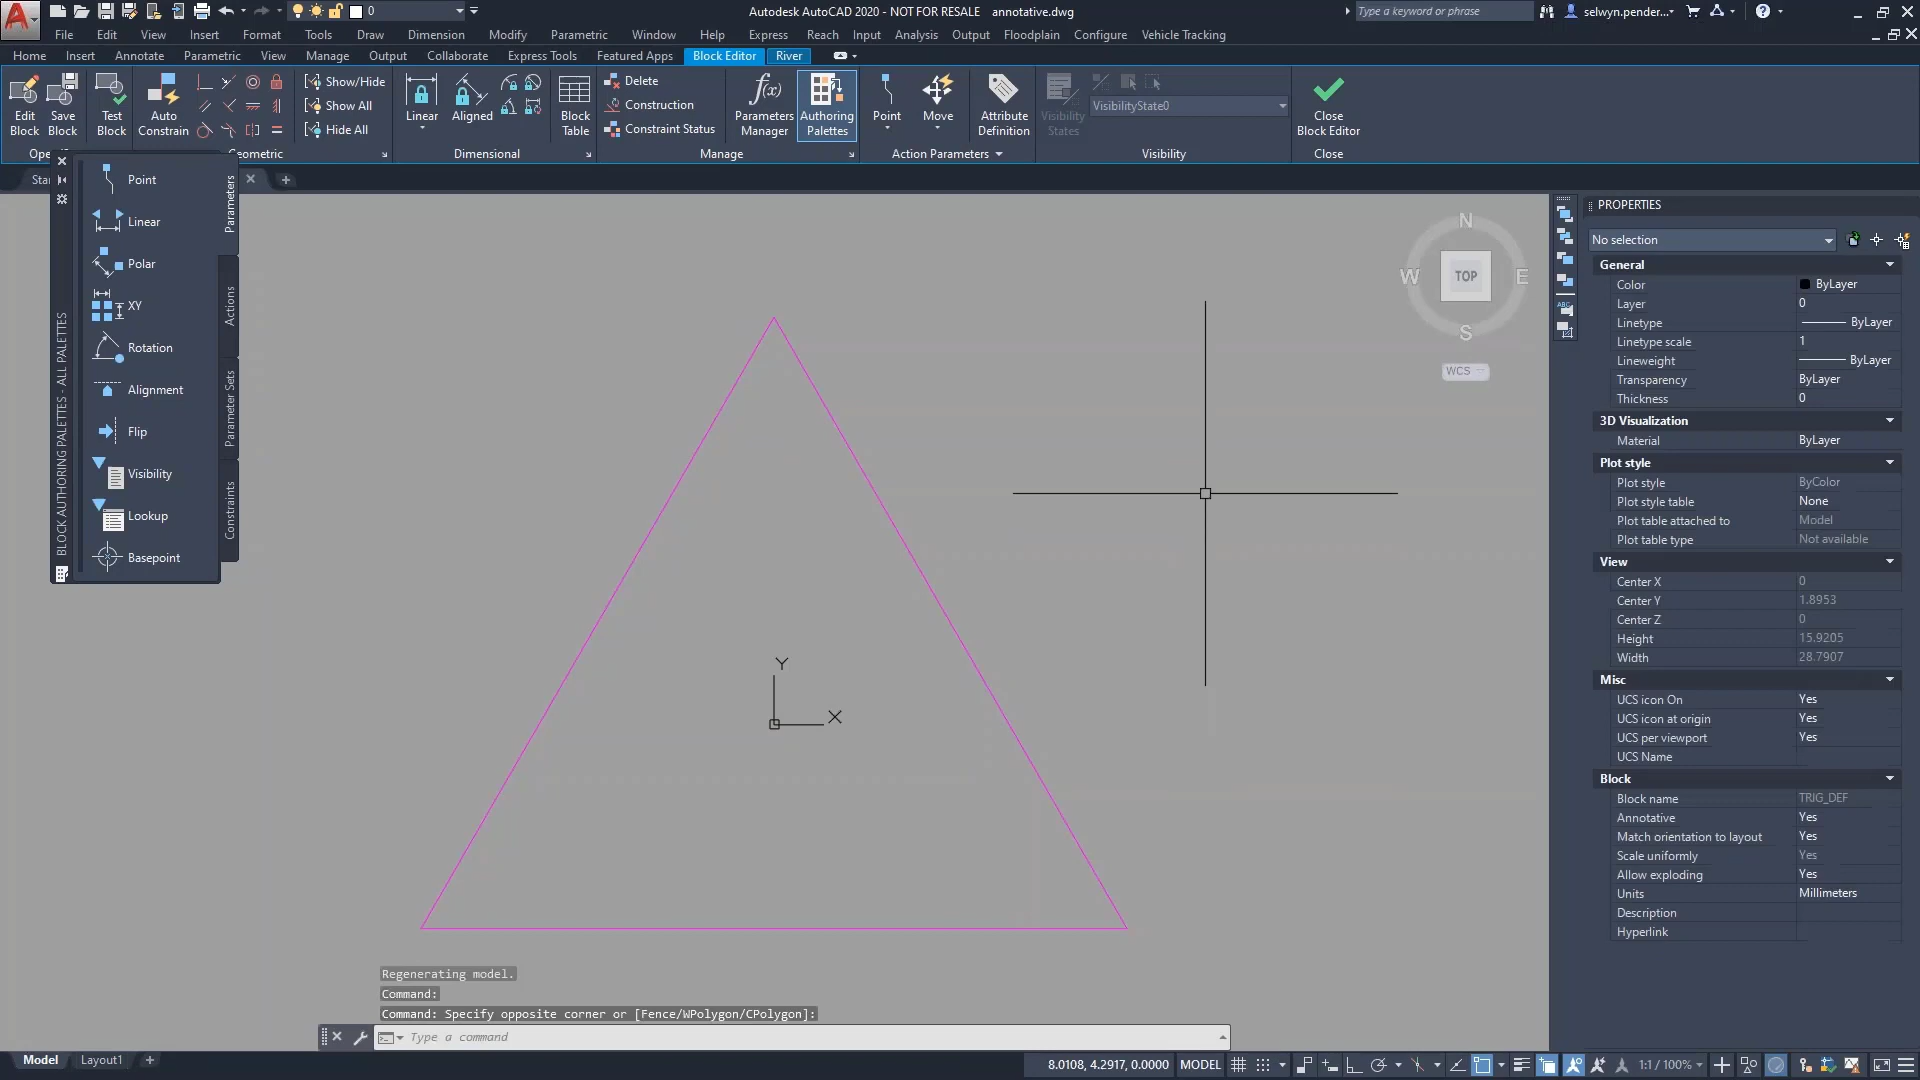 0
Autodesk AutoCAD 2020 - NOT FOR RESALE annotative.dwg
Type a keyword or phrase
selwyn.pender...
File Edit View Insert Format Tools Draw Dimension Modify Parametric Window Help Express Reach Input Analysis Output Floodplain Configure Vehicle Tracking
Home Insert Annotate Parametric View Manage Output Collaborate Express Tools Featured Apps Block Editor River
Edit Block
Save Block
Test Block
Auto Constrain
Show/Hide
Show All
Hide All
Geometric
Linear
Aligned
Dimensional
Block Table
Delete
Construction
Constraint Status
Parameters Manager
Authoring Palettes
Manage
Point
Move
Action Parameters
Attribute Definition
Visibility States
VisibilityState0
Visibility
Close Block Editor
Close
Star
BLOCK AUTHORING PALETTES - ALL PALETTES
Point
Linear
Polar
XY
Rotation
Alignment
Flip
Visibility
Lookup
Basepoint
Parameters
Actions
Parameter Sets
Constraints
N
W
TOP
E
S
WCS
Y
X
PROPERTIES
No selection
General
Color ByLayer
Layer 0
Linetype ByLayer
Linetype scale 1
Lineweight ByLayer
Transparency ByLayer
Thickness 0
3D Visualization
Material ByLayer
Plot style
Plot style ByColor
Plot style table None
Plot table attached to Model
Plot table type Not available
View
Center X 0
Center Y 1.8953
Center Z 0
Height 15.9205
Width 28.7907
Misc
UCS icon On Yes
UCS icon at origin Yes
UCS per viewport Yes
UCS Name
Block
Block name TRIG_DEF
Annotative Yes
Match orientation to layout Yes
Scale uniformly Yes
Allow exploding Yes
Units Millimeters
Description
Hyperlink
Regenerating model.
Command:
Command: Specify opposite corner or [Fence/WPolygon/CPolygon]:
Type a command
Model Layout1
8.0108, 4.2917, 0.0000 MODEL
1:1 / 100%